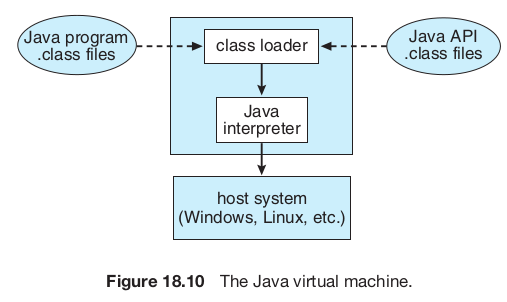 Java program
.class files
class loader
Java API
.class files
Java
interpreter
host system
(Windows, Linux, etc.)
Figure 18.10 The Java virtual machine.